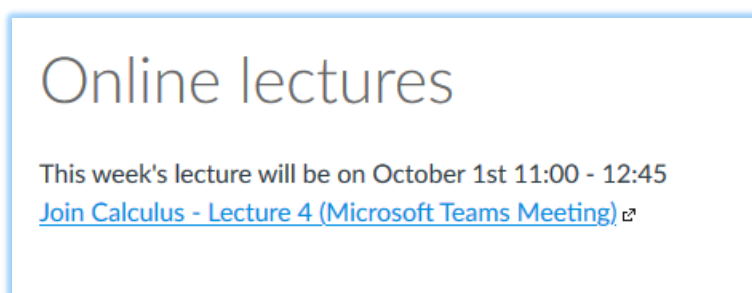 Online lectures
This week's lecture will be on October 1st 11:00 - 12:45
Join Calculus - Lecture 4 (Microsoft Teams Meeting)